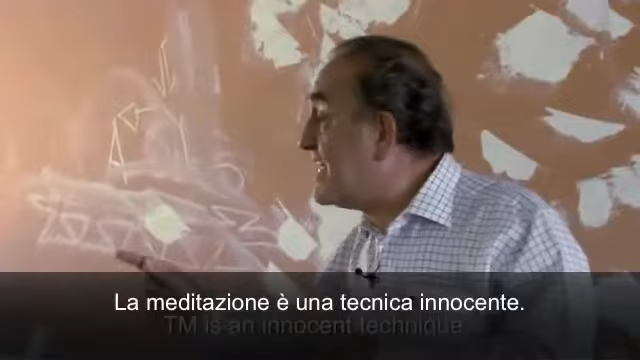 La meditazione è una tecnica innocente.
TM is an innocent technique